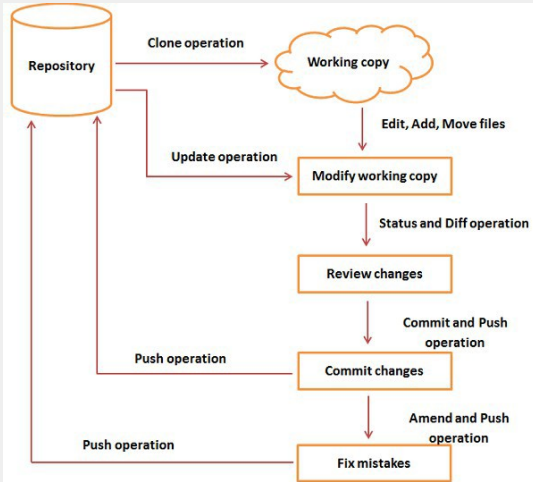 Clone operation
Repository
Working copy
Edit, Add, Move files
Update operation
Modify working copy
Status and Diff operation
Review changes
Commit and Push
operation
Push operation
Commit changes
Amend and Push
operation
Push operation
Fix mistakes